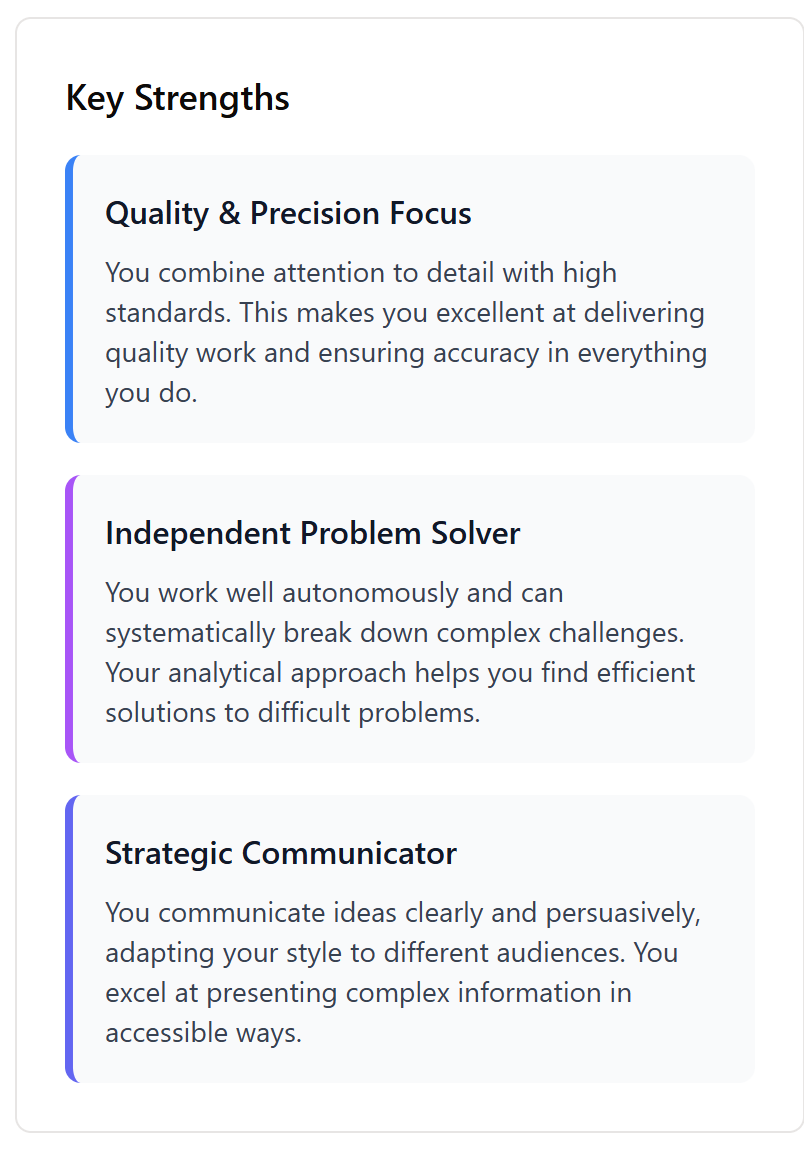 Key Strengths
Quality & Precision Focus
You combine attention to detail with high
standards. This makes you excellent at delivering
quality work and ensuring accuracy in everything
you do.
Independent Problem Solver
You work well autonomously and can
systematically break down complex challenges.
Your analytical approach helps you find efficient
solutions to difficult problems.
Strategic Communicator
You communicate ideas clearly and persuasively,
adapting your style to different audiences. You
excel at presenting complex information in
accessible ways.